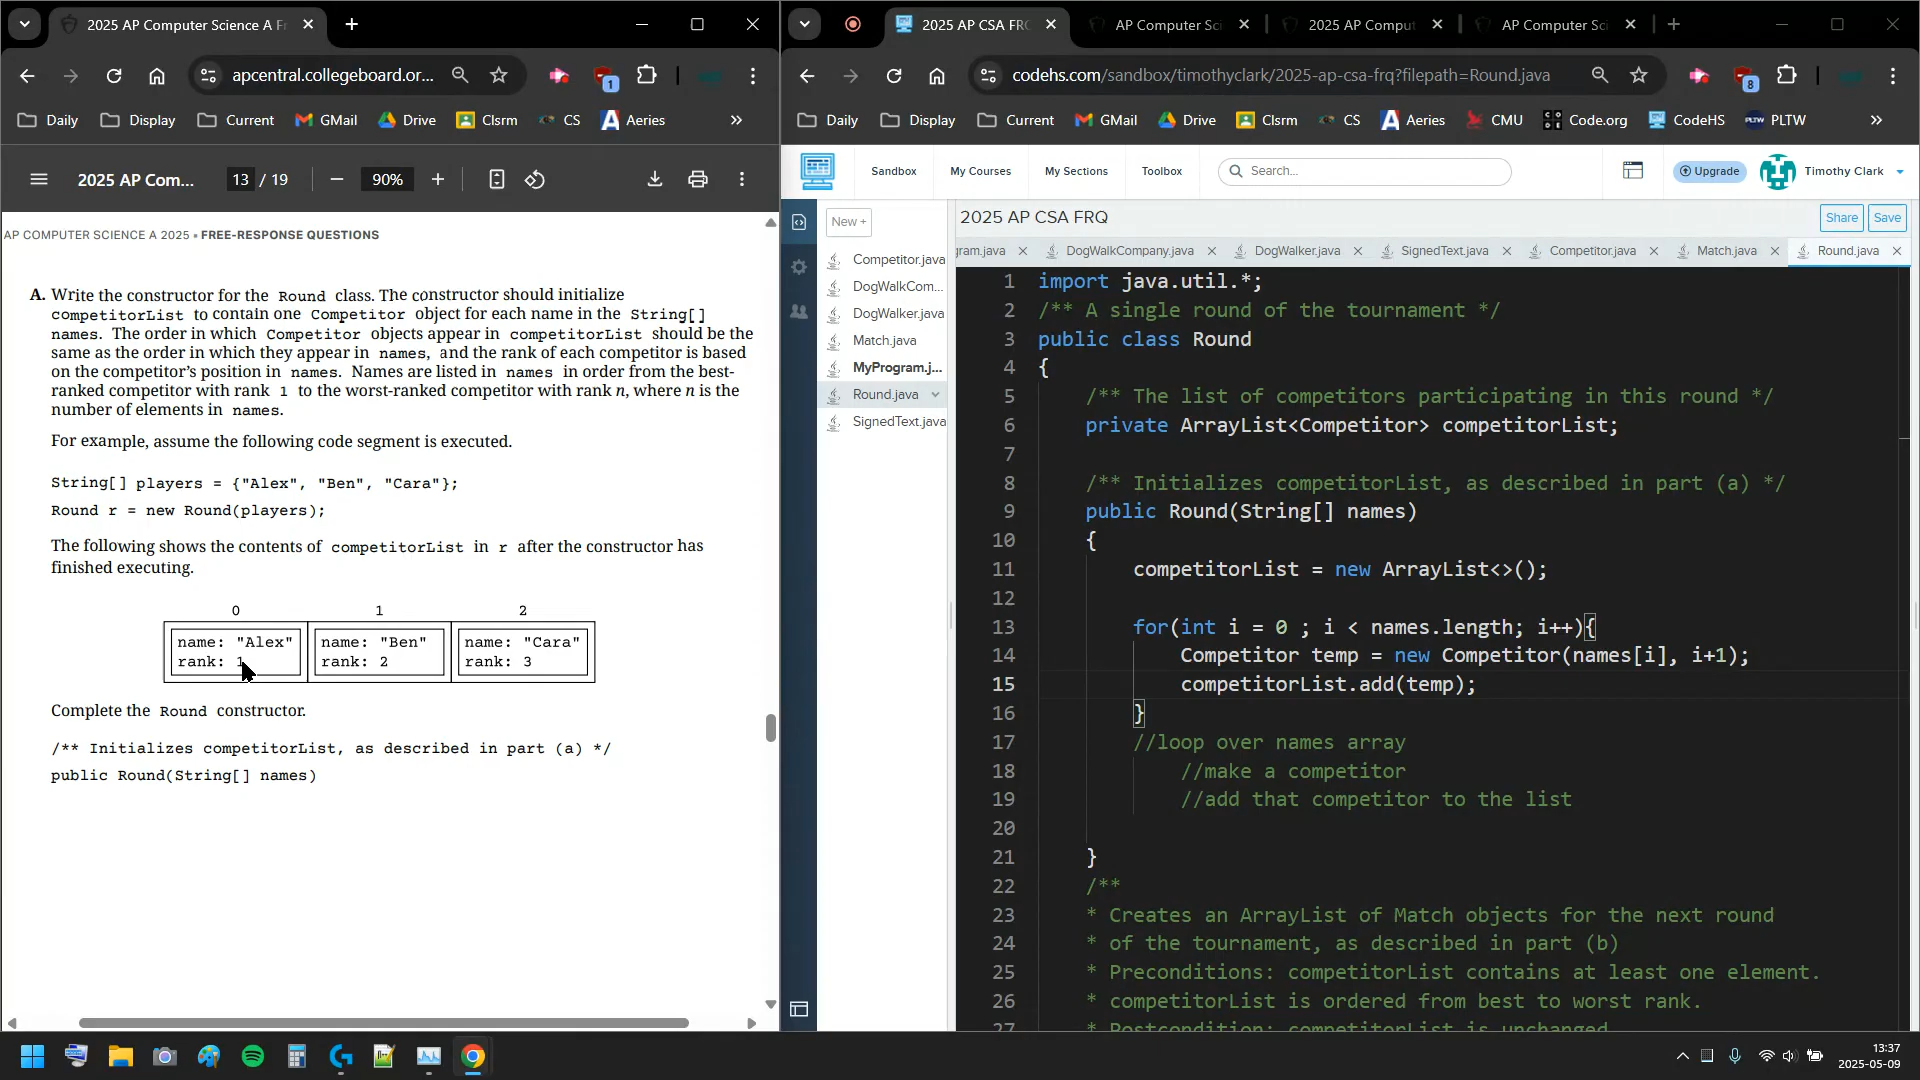 2025 AP Computer Science A F
apcentral.collegeboard.or...
1
Daily
Display
Current
GMail
Drive
Clsrm
CS
Aeries
»
2025 AP Com...
13 / 19
90%
AP COMPUTER SCIENCE A 2025 ▪ FREE-RESPONSE QUESTIONS
A. Write the constructor for the Round class. The constructor should initialize
competitorList to contain one Competitor object for each name in the String[]
names. The order in which Competitor objects appear in competitorList should be the
same as the order in which they appear in names, and the rank of each competitor is based
on the competitor's position in names. Names are listed in names in order from the best-
ranked competitor with rank 1 to the worst-ranked competitor with rank n, where n is the
number of elements in names.
For example, assume the following code segment is executed.
String[] players = {"Alex", "Ben", "Cara"};
Round r = new Round(players);
The following shows the contents of competitorList in r after the constructor has
finished executing.
0 1 2
name: "Alex" name: "Ben" name: "Cara"
rank: 1 rank: 2 rank: 3
Complete the Round constructor.
/** Initializes competitorList, as described in part (a) */
public Round(String[] names)
2025 AP CSA FRQ
AP Computer Sci
2025 AP Comput
AP Computer Sci
codehs.com/sandbox/timothyclark/2025-ap-csa-frq?filepath=Round.java
8
Daily
Display
Current
GMail
Drive
Clsrm
CS
Aeries
CMU
Code.org
CodeHS
PLTW
»
Sandbox
My Courses
My Sections
Toolbox
Search...
Upgrade
Timothy Clark
New +
Competitor.java
DogWalkCom...
DogWalker.java
Match.java
MyProgram.j...
Round.java
SignedText.java
2025 AP CSA FRQ
Share
Save
gram.java
DogWalkCompany.java
DogWalker.java
SignedText.java
Competitor.java
Match.java
Round.java
1 import java.util.*;
2 /** A single round of the tournament */
3 public class Round
4 {
5 /** The list of competitors participating in this round */
6 private ArrayList<Competitor> competitorList;
7
8 /** Initializes competitorList, as described in part (a) */
9 public Round(String[] names)
10 {
11 competitorList = new ArrayList<>();
12
13 for(int i = 0 ; i < names.length; i++){
14 Competitor temp = new Competitor(names[i], i+1);
15 competitorList.add(temp);
16 }
17 //loop over names array
18 //make a competitor
19 //add that competitor to the list
20
21 }
22 /**
23 * Creates an ArrayList of Match objects for the next round
24 * of the tournament, as described in part (b)
25 * Preconditions: competitorList contains at least one element.
26 * competitorList is ordered from best to worst rank.
27 * Postcondition: competitorList is unchanged
13:37
2025-05-09